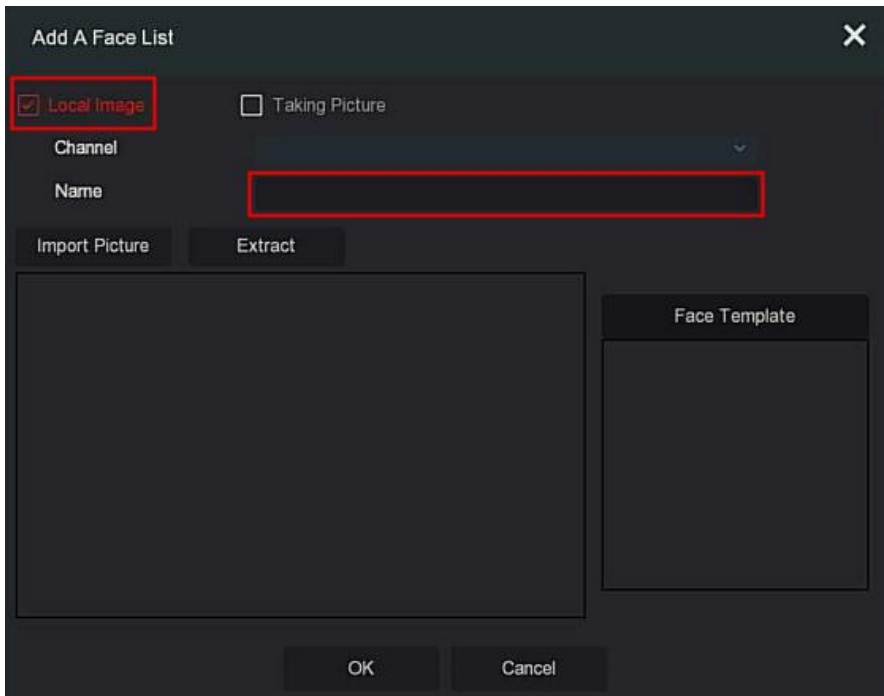 Add A Face List
Local Image Taking Picture
Channel
Name
Import Picture Extract
Face Template
OK Cancel